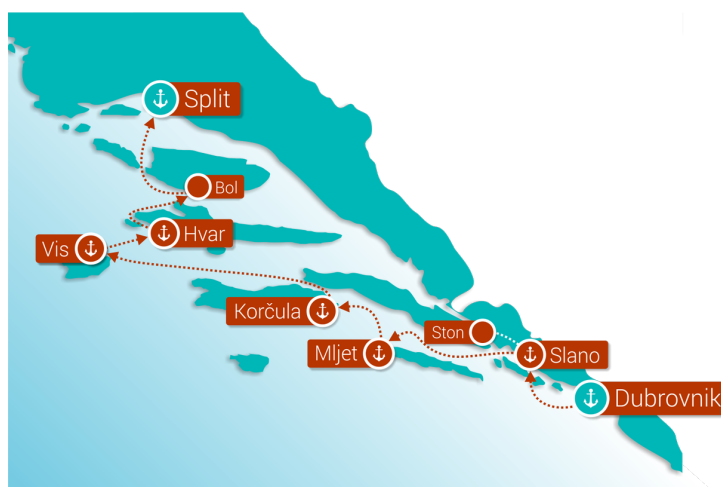 Split
Bol
Hvar
Vis
Korčula
Ston
Mljet
Slano
Dubrovnik